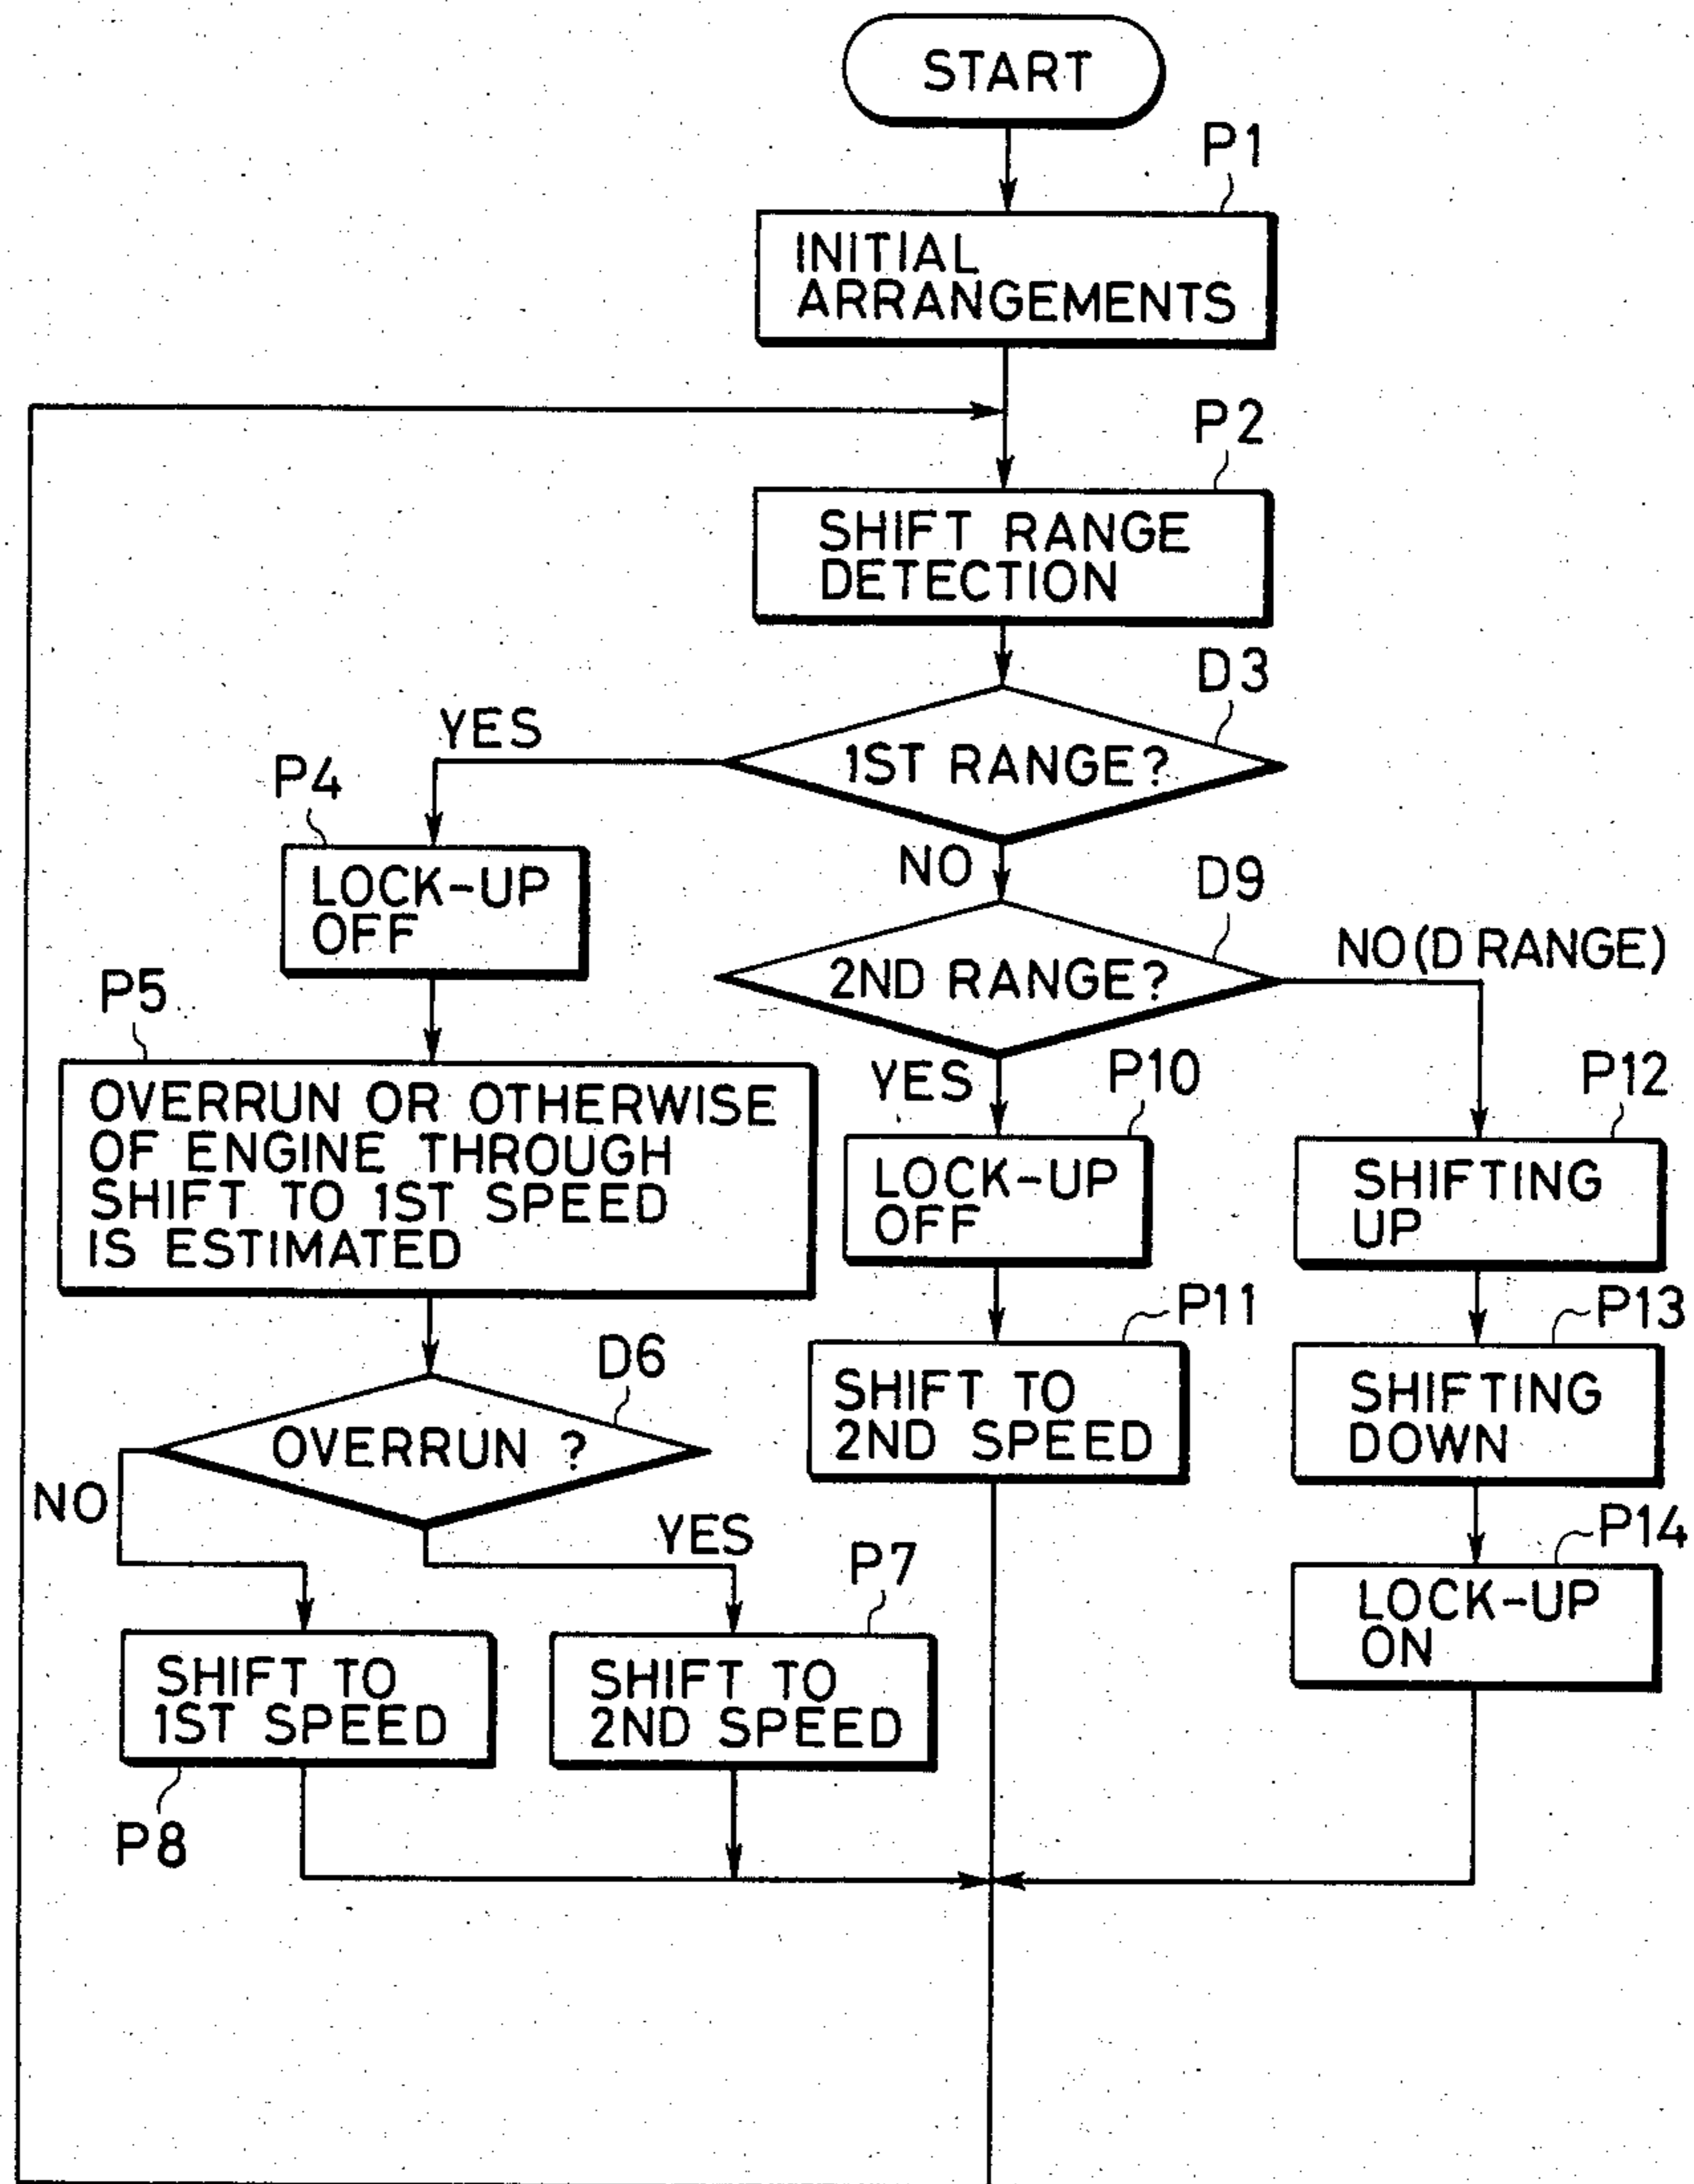 START
P1
INITIAL
ARRANGEMENTS
P2
SHIFT RANGE
DETECTION
D3
1ST RANGE?
YES
NO
P4
LOCK-UP
OFF
P5
OVERRUN OR OTHERWISE
OF ENGINE THROUGH
SHIFT TO 1ST SPEED
IS ESTIMATED
D6
OVERRUN ?
NO
YES
P8
SHIFT TO
1ST SPEED
P7
SHIFT TO
2ND SPEED
D9
2ND RANGE?
NO (D RANGE)
YES
P10
LOCK-UP
OFF
P11
SHIFT TO
2ND SPEED
P12
SHIFTING
UP
P13
SHIFTING
DOWN
P14
LOCK-UP
ON